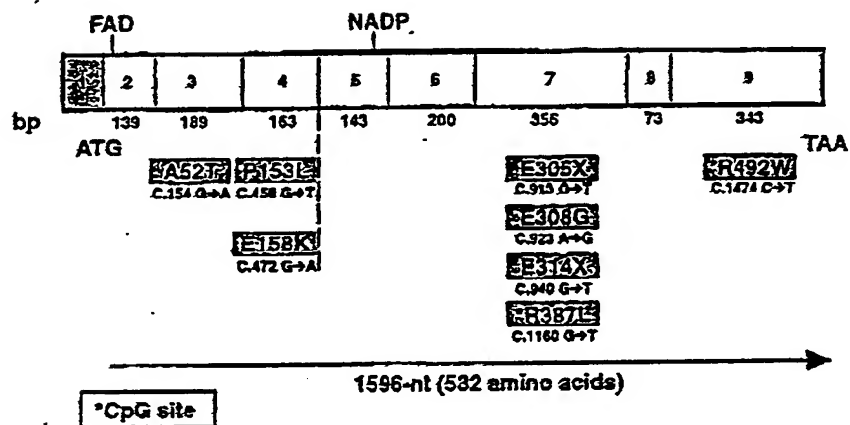 FAD NADP
2 3 4 5 6 7 8 9
bp 139 189 163 143 200 356 73 343
ATG TAA
A52T P153L E305X R492W
C.154 G→A C.458 G→T C.913 G→T C.1474 C→T
E308G
C.923 A→G
E158K
C.472 G→A
E314X
C.940 G→T
R387L
C.1160 G→T
1596-nt (532 amino acids)
*CpG site